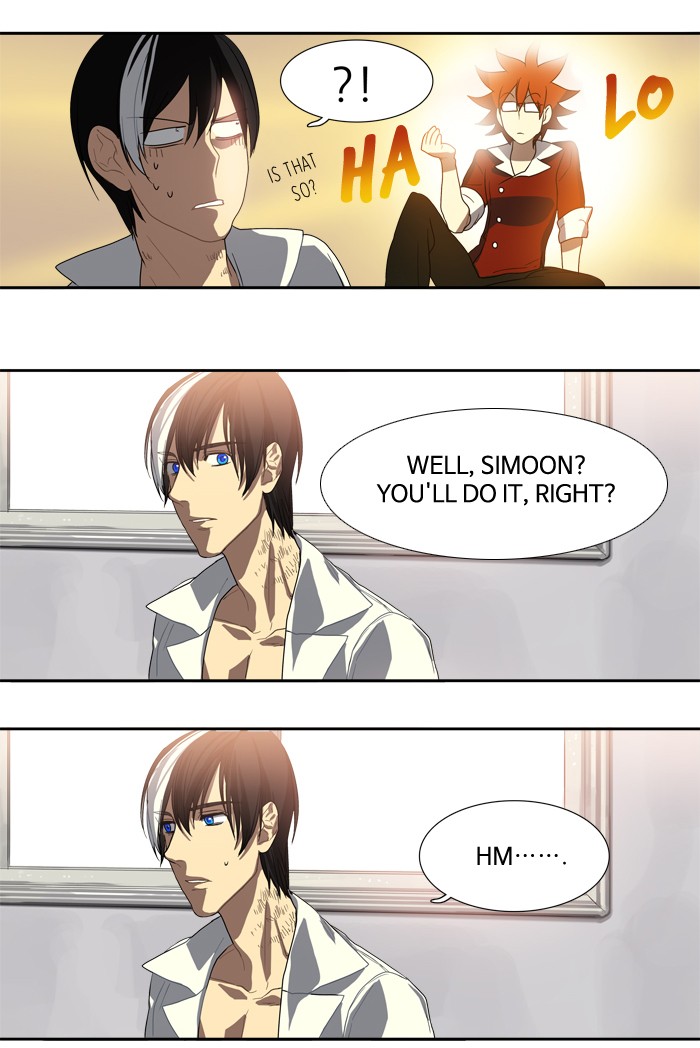 ?!
IS THAT
SO?
HA
LO
WELL, SIMOON?
YOU'LL DO IT, RIGHT?
HM⋯⋯.